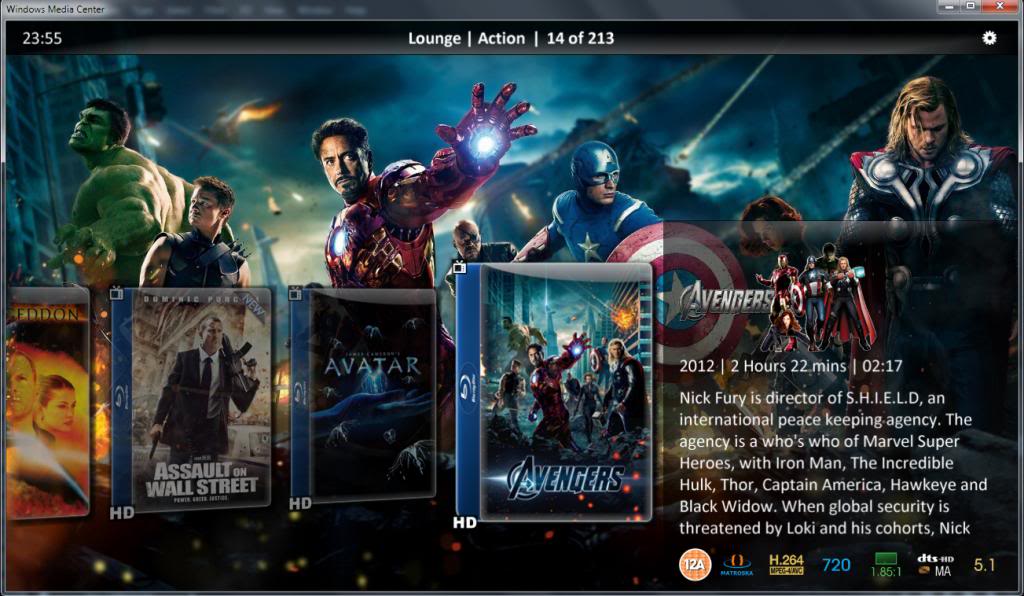 Windows Media Center
23:55
Lounge | Action | 14 of 213
EDDON
DOMINIC PURC
NEW
ASSAULT ON
WALL STREET
POWER. GREED. JUSTICE.
HD
JAMES CAMERON'S
AVATAR
HD
AVENGERS
HD
AVENGERS
2012 | 2 Hours 22 mins | 02:17
Nick Fury is director of S.H.I.E.L.D, an
international peace keeping agency. The
agency is a who's who of Marvel Super
Heroes, with Iron Man, The Incredible
Hulk, Thor, Captain America, Hawkeye and
Black Widow. When global security is
threatened by Loki and his cohorts, Nick
12A
MATROSKA
H.264
MPEG-4/AVC
720
1.85:1
dts-HD
MA
5.1